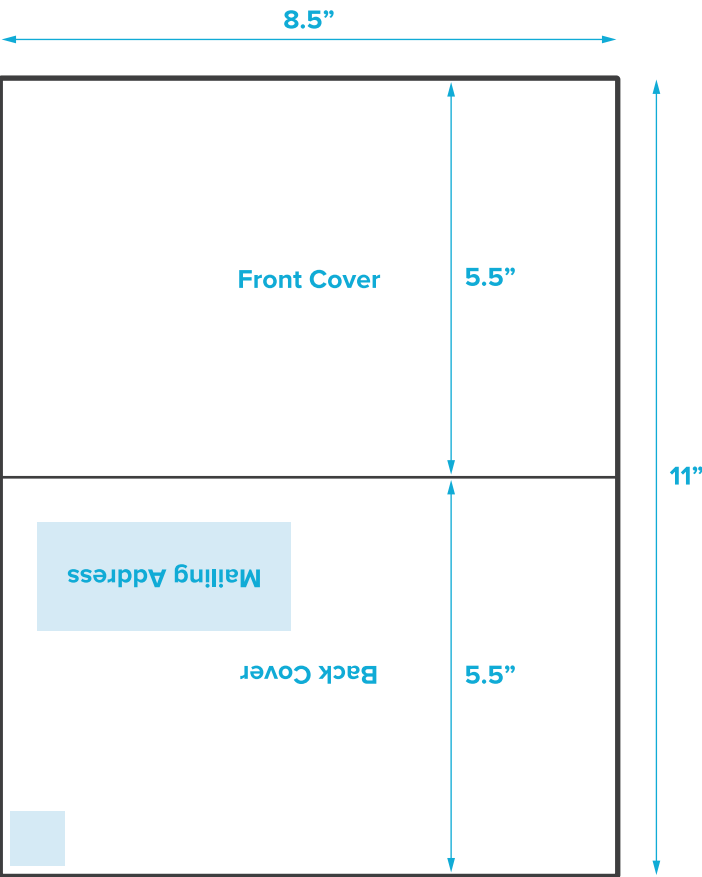 8.5”
Front Cover
5.5”
11”
Mailing Address
Back Cover
5.5”